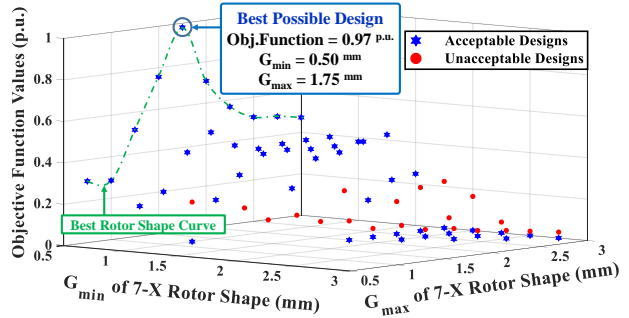 Best Possible Design
Obj.Function = 0.97 p.u.
Gmin = 0.50 mm
Gmax = 1.75 mm
Acceptable Designs
Unacceptable Designs
Objective Function Values (p.u.)
1
0.8
0.6
0.4
0.2
0
Best Rotor Shape Curve
0.5
1
1.5
2
2.5
3
Gmin of 7-X Rotor Shape (mm)
0.5
1
1.5
2
2.5
3
Gmax of 7-X Rotor Shape (mm)